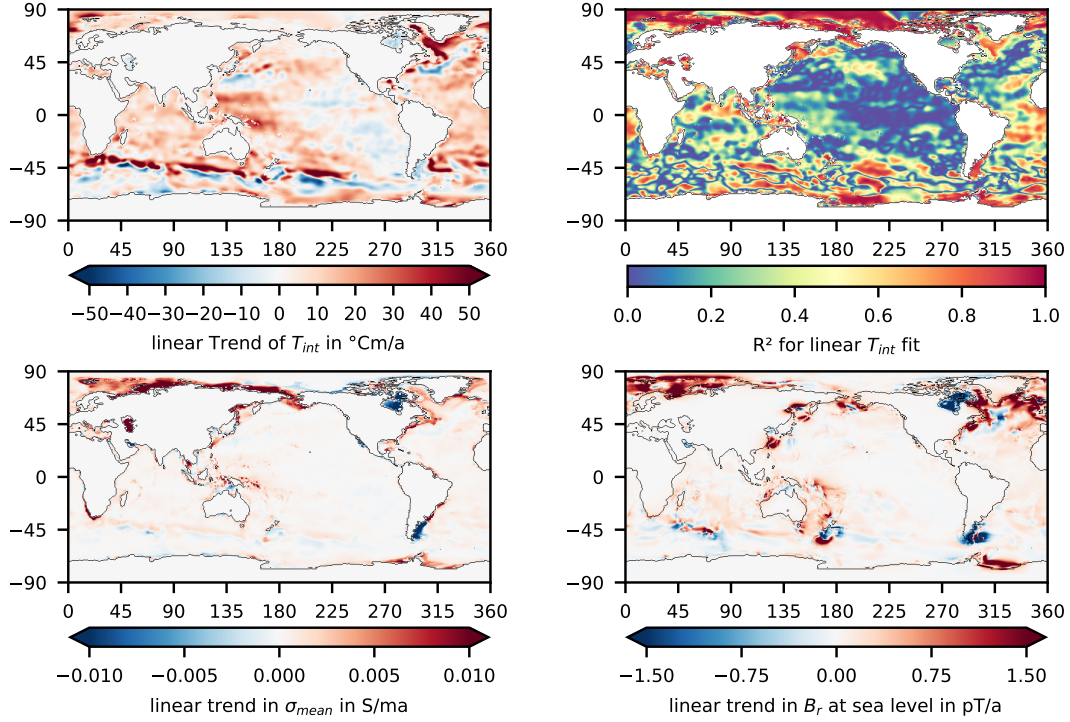 90
45
0
−45
−90
0 45 90 135 180 225 270 315 360
−50 −40 −30 −20 −10 0 10 20 30 40 50
linear Trend of T_int in °Cm/a
90
45
0
−45
−90
0 45 90 135 180 225 270 315 360
0.0 0.2 0.4 0.6 0.8 1.0
R² for linear T_int fit
90
45
0
−45
−90
0 45 90 135 180 225 270 315 360
−0.010 −0.005 0.000 0.005 0.010
linear trend in σ_mean in S/ma
90
45
0
−45
−90
0 45 90 135 180 225 270 315 360
−1.50 −0.75 0.00 0.75 1.50
linear trend in B_r at sea level in pT/a